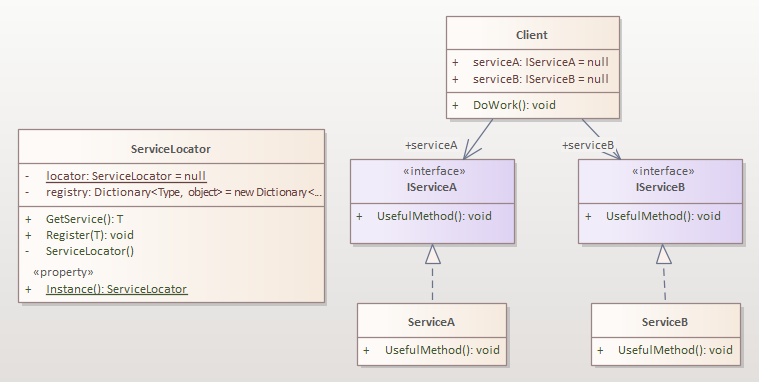 Client
+ serviceA: IServiceA = null
+ serviceB: IServiceB = null
+ DoWork(): void
+serviceA
+serviceB
ServiceLocator
- locator: ServiceLocator = null
- registry: Dictionary<Type, object> = new Dictionary<...
+ GetService(): T
+ Register(T): void
- ServiceLocator()
«property»
+ Instance(): ServiceLocator
«interface»
IServiceA
+ UsefulMethod(): void
«interface»
IServiceB
+ UsefulMethod(): void
ServiceA
+ UsefulMethod(): void
ServiceB
+ UsefulMethod(): void